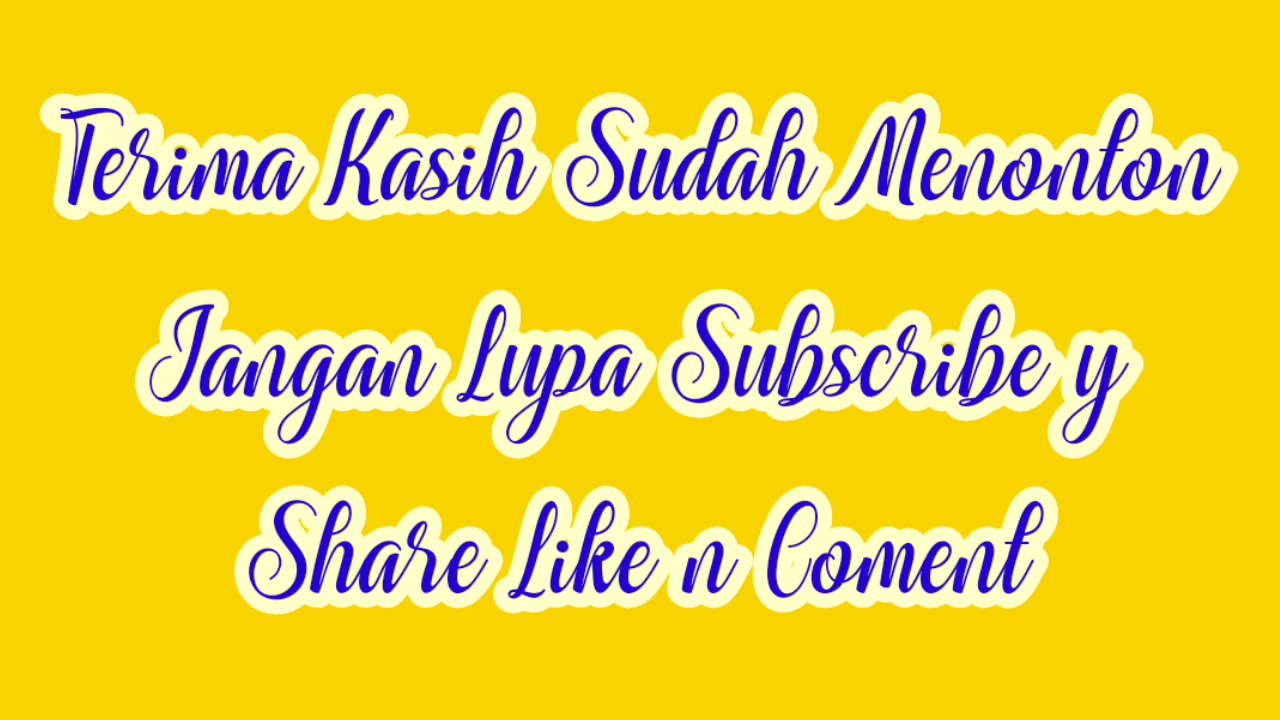 Terima Kasih Sudah Menonton
Jangan Lupa Subscribe y
Share Like n Coment